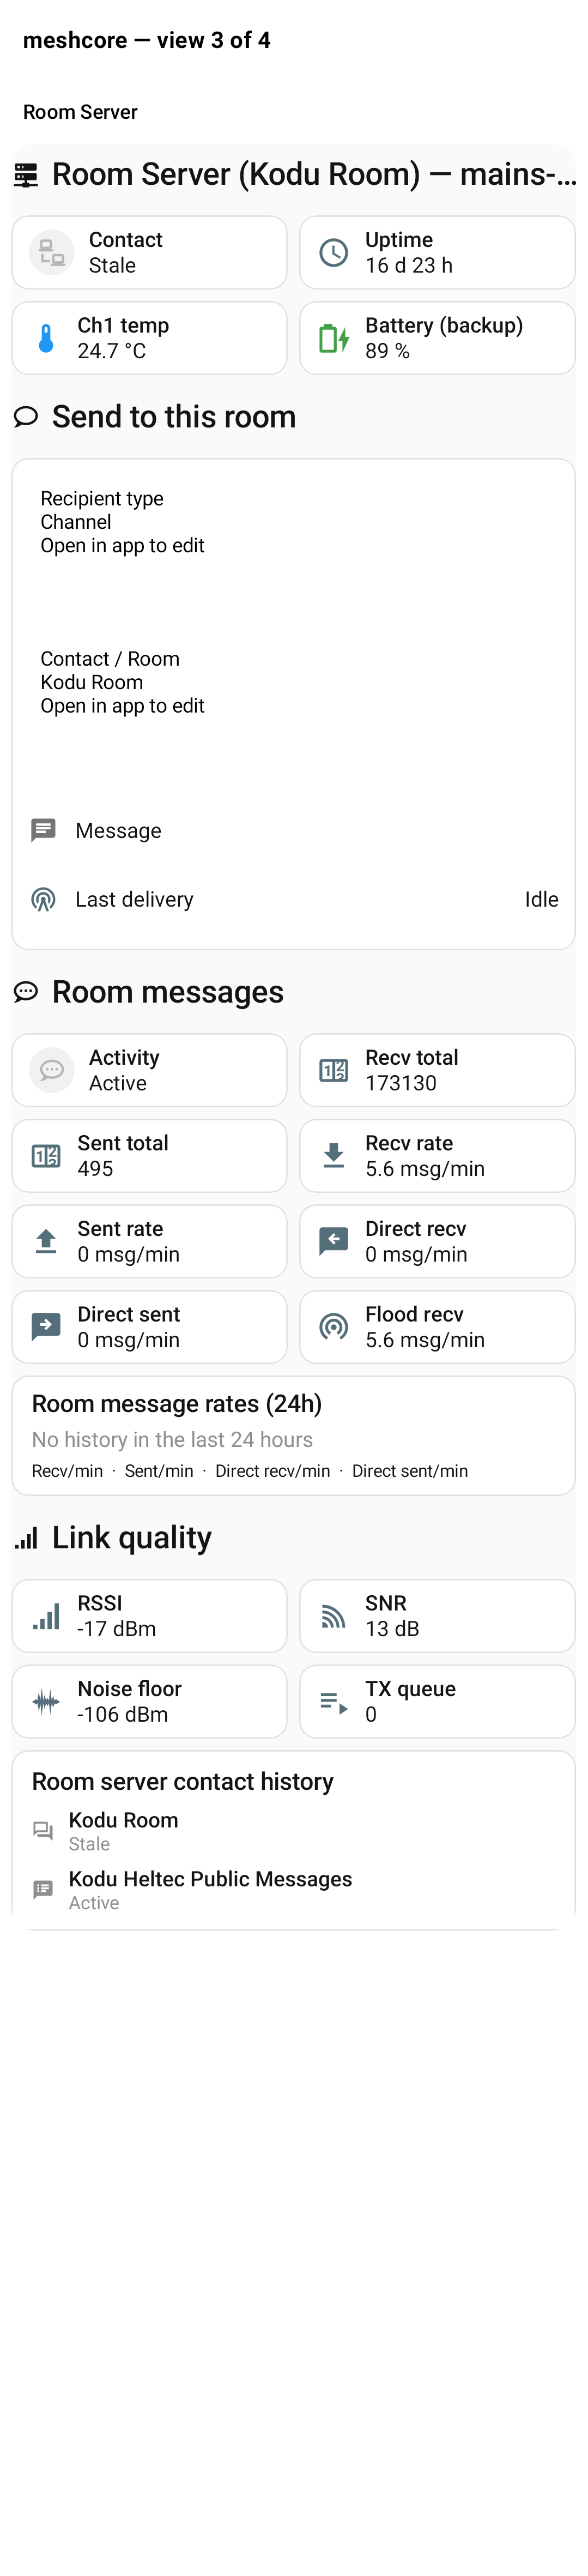 meshcore — view 3 of 4
Room Server
Room Server (Kodu Room) — mains-...
Contact
Stale
Uptime
16 d 23 h
Ch1 temp
24.7 °C
Battery (backup)
89 %
Send to this room
Recipient type
Channel
Open in app to edit
Contact / Room
Kodu Room
Open in app to edit
Message
Last delivery
Idle
Room messages
Activity
Active
Recv total
173130
Sent total
495
Recv rate
5.6 msg/min
Sent rate
0 msg/min
Direct recv
0 msg/min
Direct sent
0 msg/min
Flood recv
5.6 msg/min
Room message rates (24h)
No history in the last 24 hours
Recv/min · Sent/min · Direct recv/min · Direct sent/min
Link quality
RSSI
-17 dBm
SNR
13 dB
Noise floor
-106 dBm
TX queue
0
Room server contact history
Kodu Room
Stale
Kodu Heltec Public Messages
Active